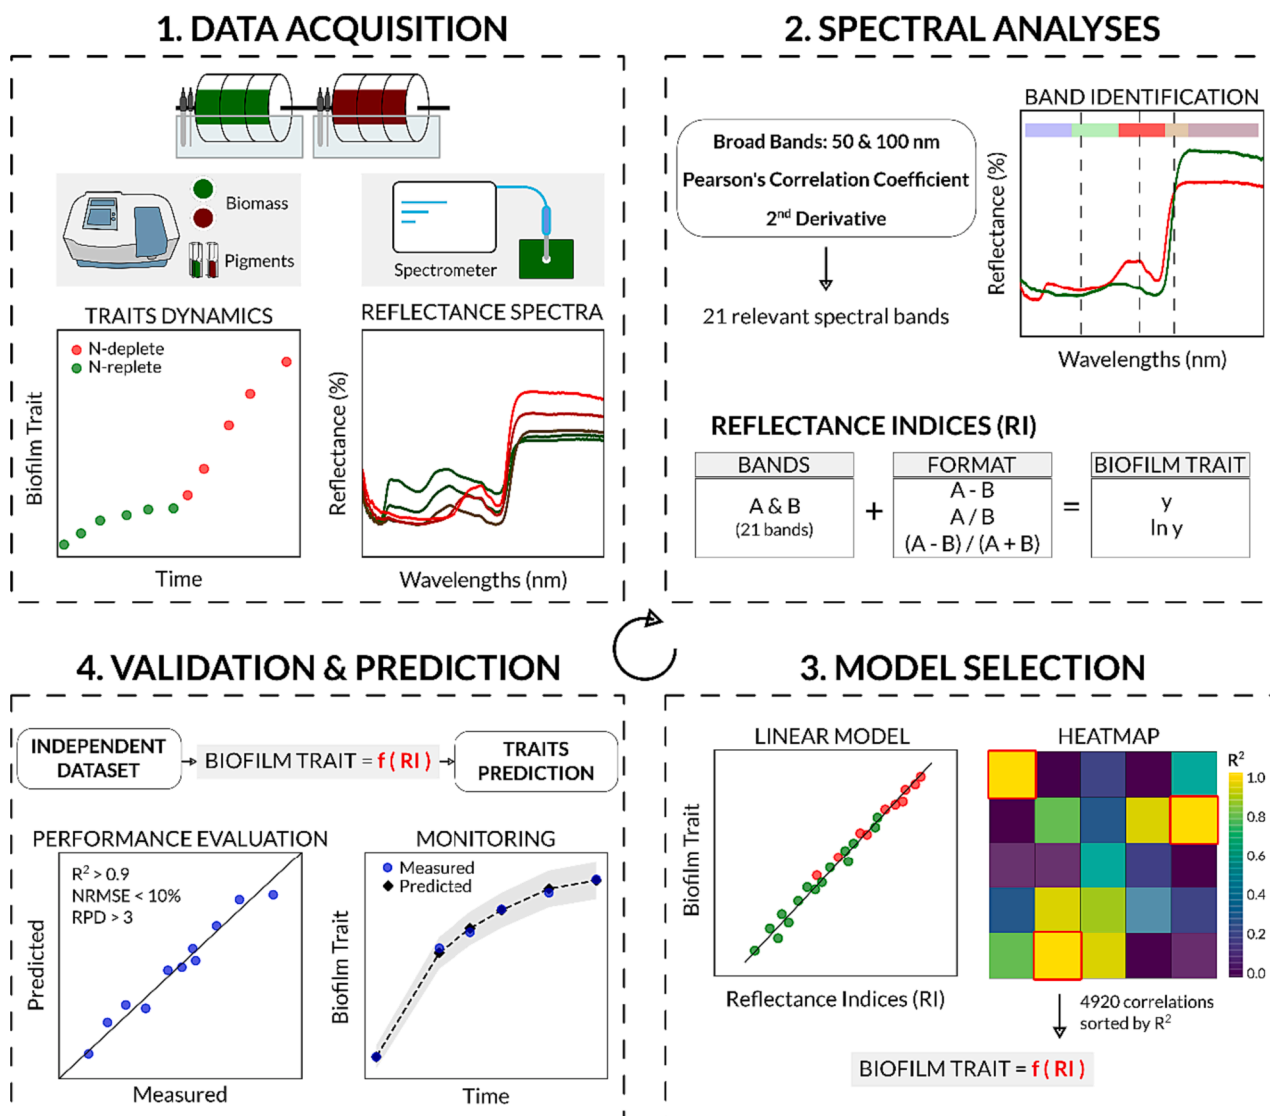 1. DATA ACQUISITION
Biomass
Pigments
Spectrometer
TRAITS DYNAMICS
N-deplete
N-replete
Biofilm Trait
Time
REFLECTANCE SPECTRA
Reflectance (%)
Wavelengths (nm)
2. SPECTRAL ANALYSES
Broad Bands: 50 & 100 nm
Pearson's Correlation Coefficient
2nd Derivative
21 relevant spectral bands
BAND IDENTIFICATION
Reflectance (%)
Wavelengths (nm)
REFLECTANCE INDICES (RI)
BANDS
A & B
(21 bands)
+
FORMAT
A - B
A / B
(A - B) / (A + B)
=
BIOFILM TRAIT
y
ln y
4. VALIDATION & PREDICTION
INDEPENDENT
DATASET
BIOFILM TRAIT = f ( RI )
TRAITS
PREDICTION
PERFORMANCE EVALUATION
R2 > 0.9
NRMSE < 10%
RPD > 3
Predicted
Measured
MONITORING
Measured
Predicted
Biofilm Trait
Time
3. MODEL SELECTION
LINEAR MODEL
Biofilm Trait
Reflectance Indices (RI)
HEATMAP
R2
1.0
0.8
0.6
0.4
0.2
0.0
4920 correlations
sorted by R2
BIOFILM TRAIT = f ( RI )